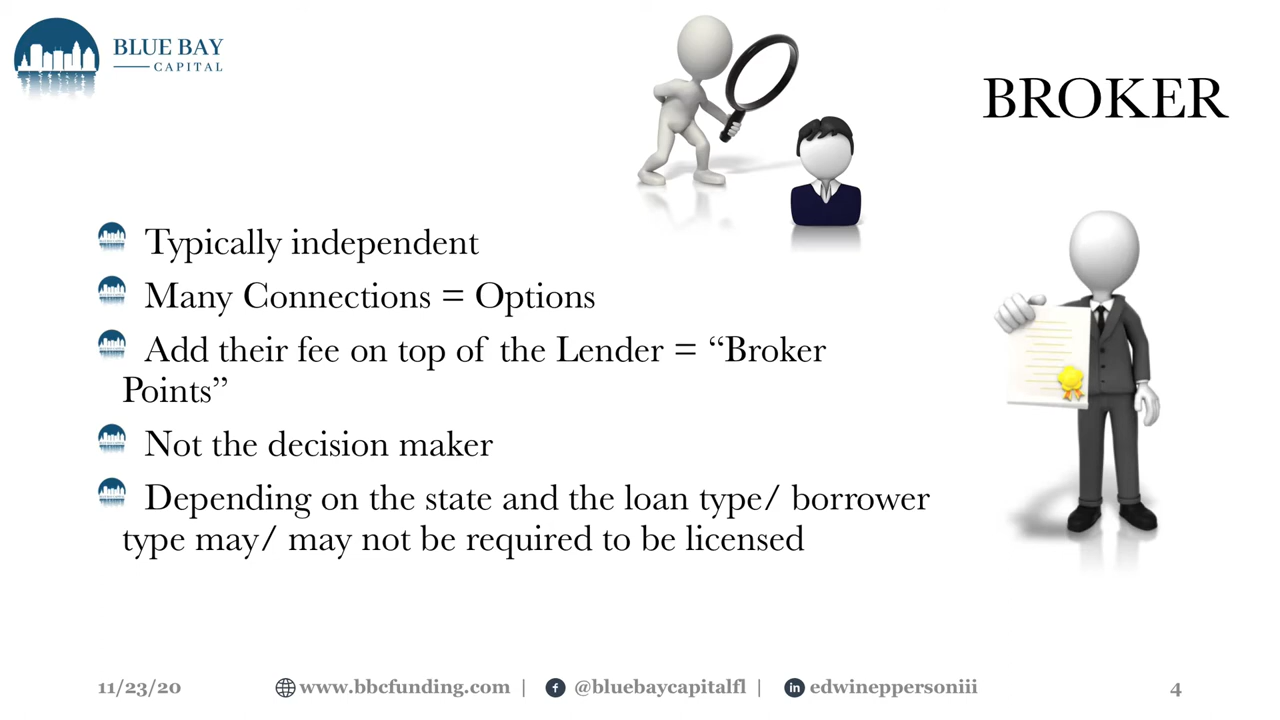 BLUE BAY
CAPITAL
BROKER
Typically independent
Many Connections = Options
Add their fee on top of the Lender = “Broker
Points”
Not the decision maker
Depending on the state and the loan type/ borrower
type may/ may not be required to be licensed
11/23/20 www.bbcfunding.com | @bluebaycapitalfl | edwineppersoniii 4